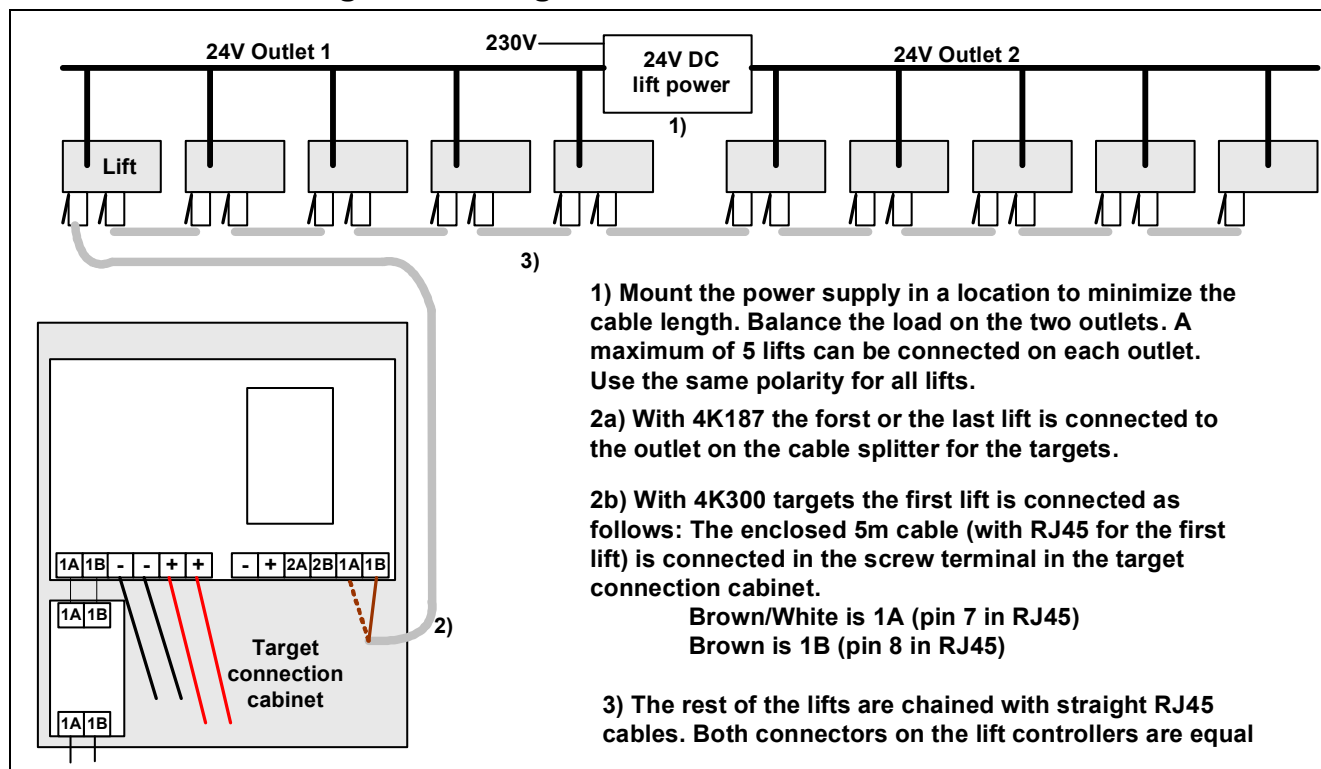 230V
24V Outlet 1
24V DC
lift power
24V Outlet 2
1)
Lift
3)
1) Mount the power supply in a location to minimize the
cable length. Balance the load on the two outlets. A
maximum of 5 lifts can be connected on each outlet.
Use the same polarity for all lifts.
2a) With 4K187 the forst or the last lift is connected to
the outlet on the cable splitter for the targets.
2b) With 4K300 targets the first lift is connected as
follows: The enclosed 5m cable (with RJ45 for the first
lift) is connected in the screw terminal in the target
connection cabinet.
Brown/White is 1A (pin 7 in RJ45)
Brown is 1B (pin 8 in RJ45)
3) The rest of the lifts are chained with straight RJ45
cables. Both connectors on the lift controllers are equal
1A 1B - - + + - + 2A 2B 1A 1B
1A 1B
2)
Target
connection
cabinet
1A 1B